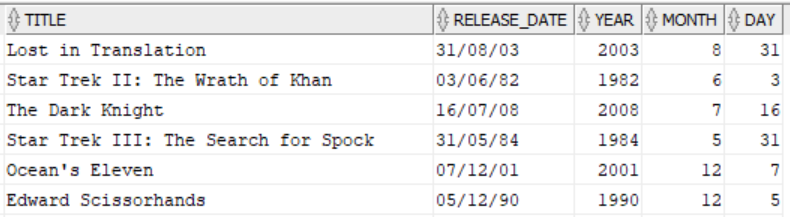 TITLE RELEASE_DATE YEAR MONTH DAY
Lost in Translation 31/08/03 2003 8 31
Star Trek II: The Wrath of Khan 03/06/82 1982 6 3
The Dark Knight 16/07/08 2008 7 16
Star Trek III: The Search for Spock 31/05/84 1984 5 31
Ocean's Eleven 07/12/01 2001 12 7
Edward Scissorhands 05/12/90 1990 12 5